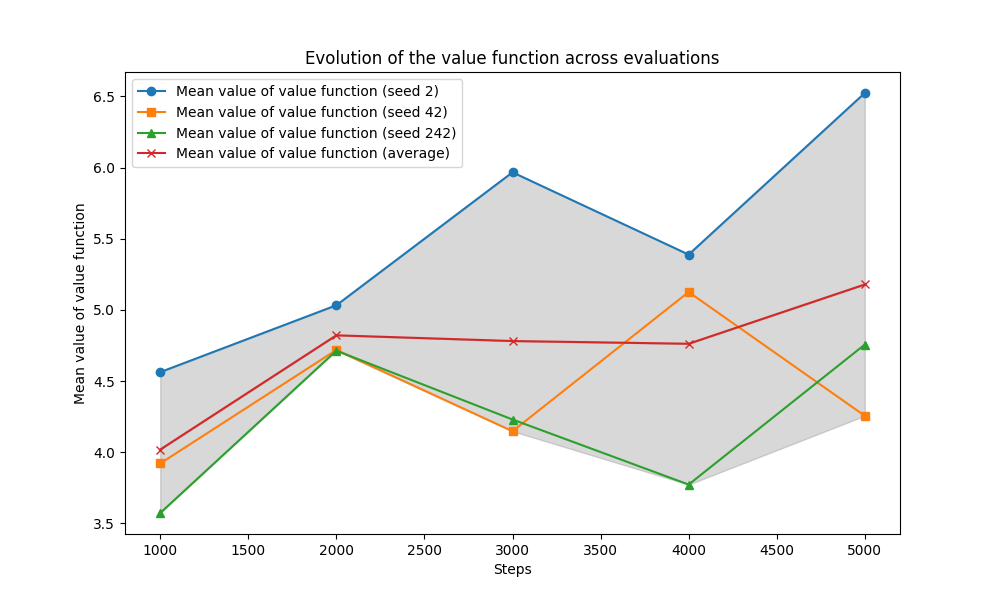 Evolution of the value function across evaluations
Mean value of value function (seed 2)
Mean value of value function (seed 42)
Mean value of value function (seed 242)
Mean value of value function (average)
Mean value of value function
6.5
6.0
5.5
5.0
4.5
4.0
3.5
1000 1500 2000 2500 3000 3500 4000 4500 5000
Steps